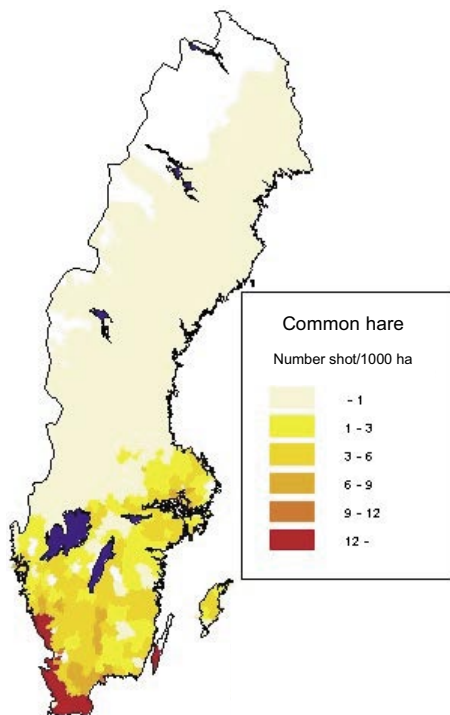 Common hare
Number shot/1000 ha
- 1
1 - 3
3 - 6
6 - 9
9 - 12
12 -